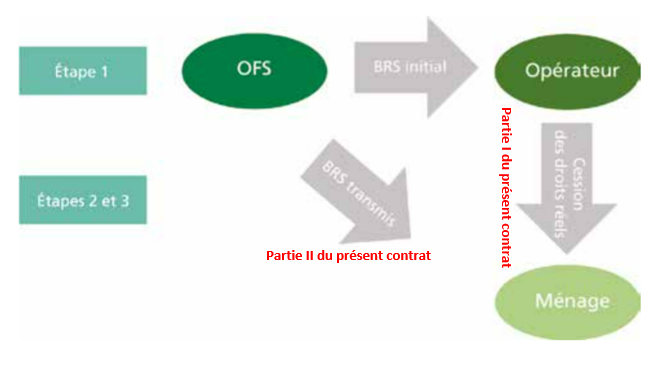 Étape 1
OFS
BRS initial
Opérateur
Partie I du présent contrat
Cession
des droits réels
Étapes 2 et 3
BRS transmis
Partie II du présent contrat
Ménage